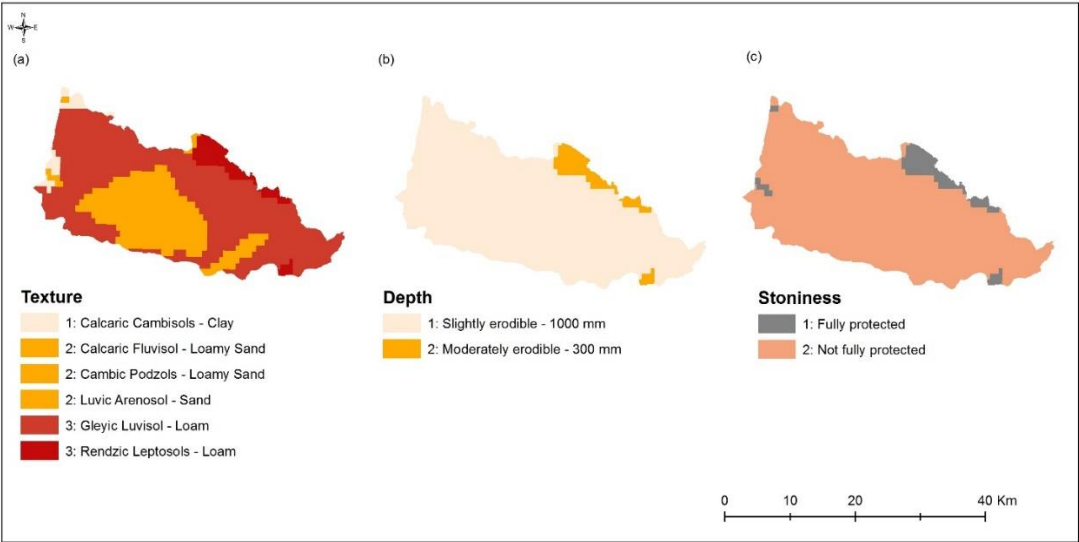 N
W E
S
(a)
(b)
(c)
Texture
1: Calcaric Cambisols - Clay
2: Calcaric Fluvisol - Loamy Sand
2: Cambic Podzols - Loamy Sand
2: Luvic Arenosol - Sand
3: Gleyic Luvisol - Loam
3: Rendzic Leptosols - Loam
Depth
1: Slightly erodible - 1000 mm
2: Moderately erodible - 300 mm
Stoniness
1: Fully protected
2: Not fully protected
0 10 20 40 Km